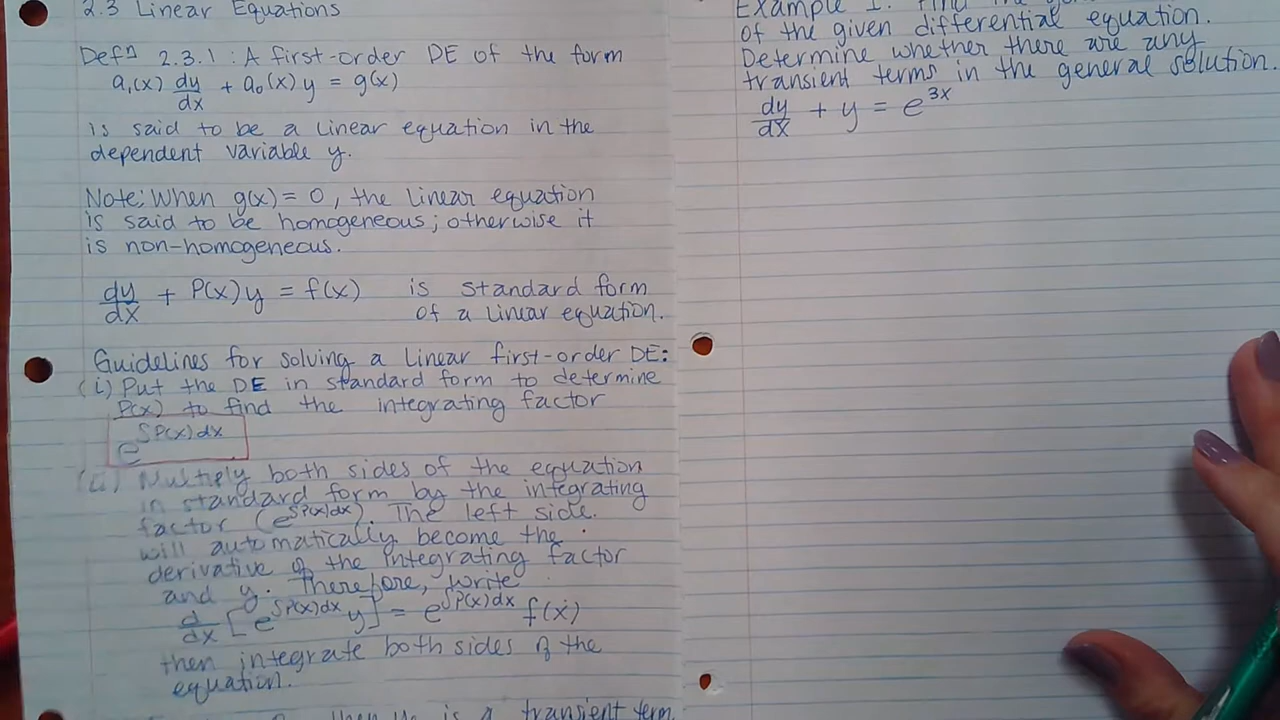 2.3 Linear Equations
Defn 2.3.1: A first-order DE of the form
a₁(x) dy/dx + a₀(x)y = g(x)
is said to be a linear equation in the
dependent variable y.
Note: When g(x) = 0, the linear equation
is said to be homogeneous; otherwise it
is non-homogeneous.
dy/dx + P(x)y = f(x) is standard form
of a linear equation.
Guidelines for solving a linear first-order DE:
(i) Put the DE in standard form to determine
P(x) to find the integrating factor
e^∫P(x)dx
(ii) Multiply both sides of the equation
in standard form by the integrating
factor (e^∫P(x)dx). The left side
will automatically become the
derivative of the integrating factor
and y. Therefore, write
d/dx [e^∫P(x)dx y] = e^∫P(x)dx f(x)
then integrate both sides of the
equation.
is a transient term
Example 1: Find the
of the given differential equation.
Determine whether there are any
transient terms in the general solution.
dy/dx + y = e^3x